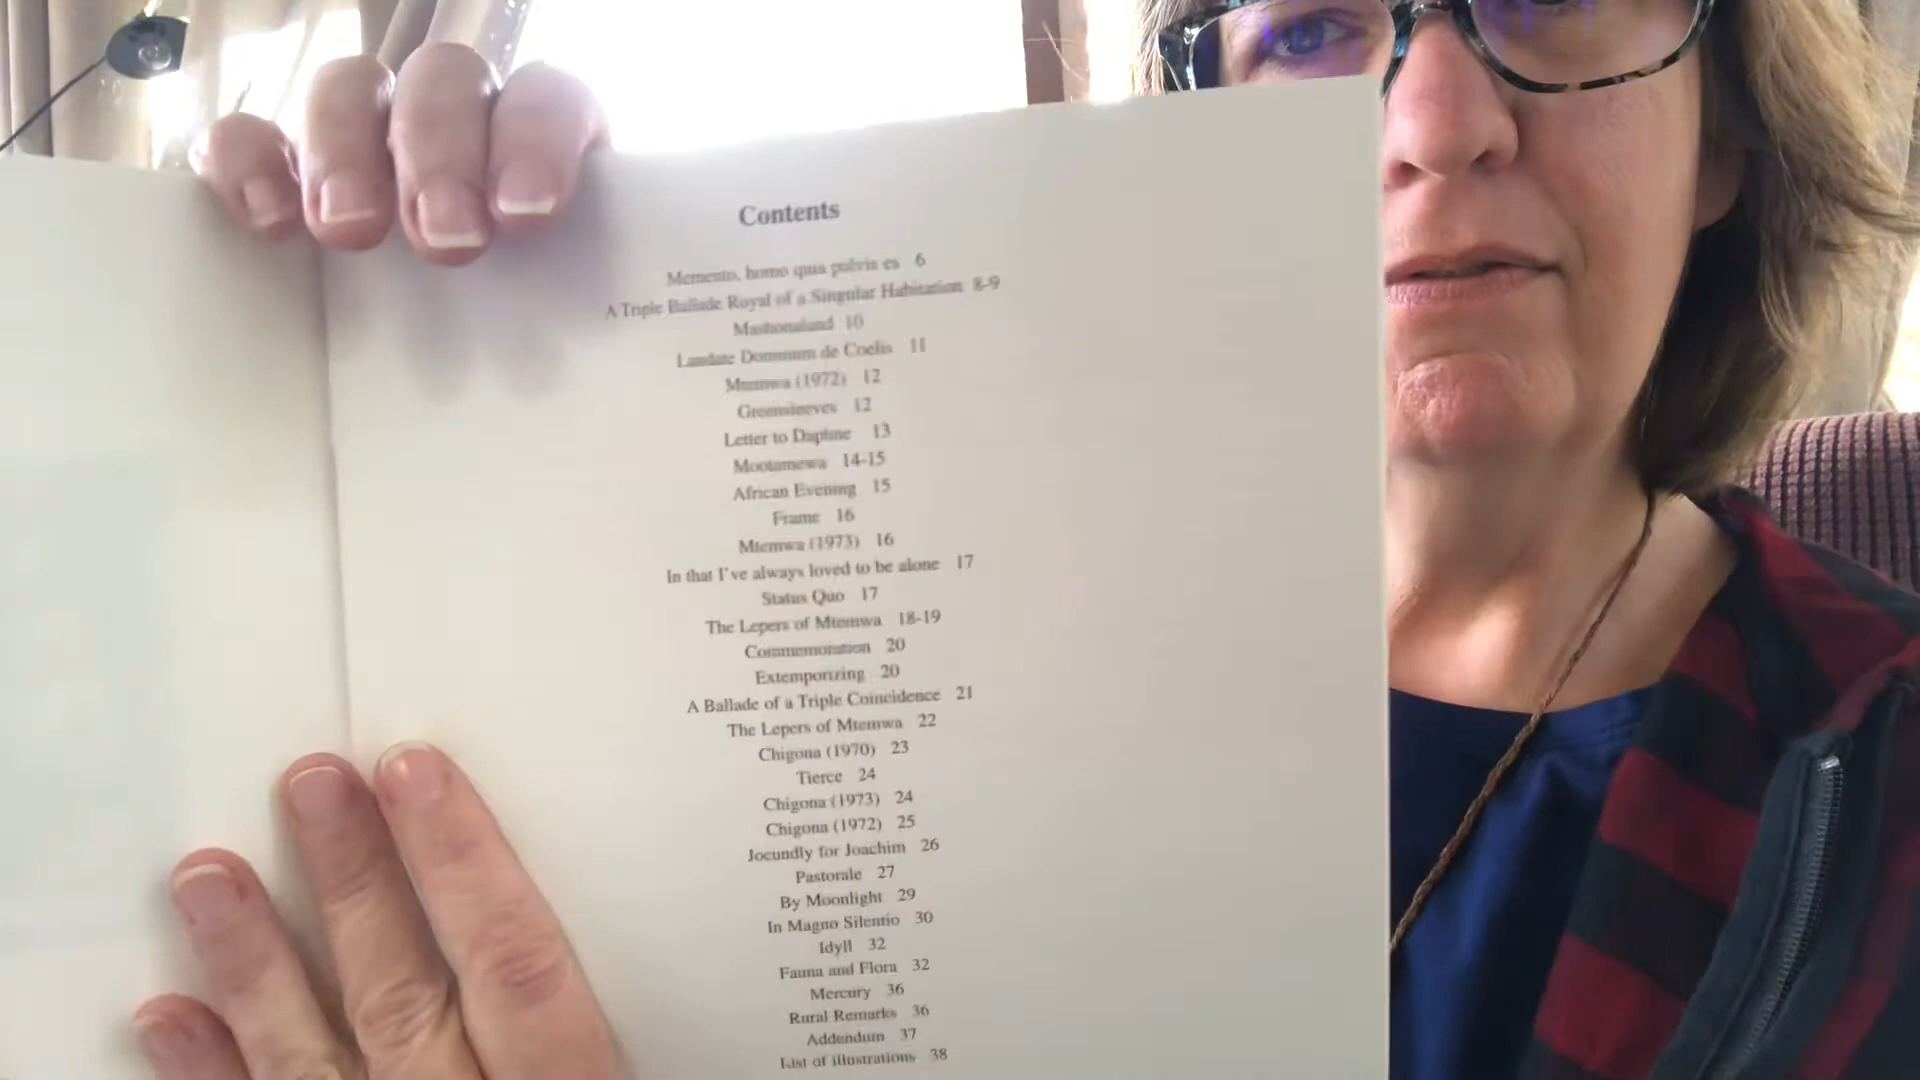 Contents
Memento, homo quia pulvis es 6
A Triple Ballade Royal of a Singular Habitation 8-9
Mashonaland 10
Laudate Dominum de Coelis 11
Mtemwa (1972) 12
Greensleeves 12
Letter to Daphne 13
Mootamewa 14-15
African Evening 15
Frame 16
Mtemwa (1973) 16
In that I've always loved to be alone 17
Status Quo 17
The Lepers of Mtemwa 18-19
Commemoration 20
Extemporizing 20
A Ballade of a Triple Coincidence 21
The Lepers of Mtemwa 22
Chigona (1970) 23
Tierce 24
Chigona (1973) 24
Chigona (1972) 25
Jocundly for Joachim 26
Pastorale 27
By Moonlight 29
In Magno Silentio 30
Idyll 32
Fauna and Flora 32
Mercury 36
Rural Remarks 36
Addendum 37
List of illustrations 38